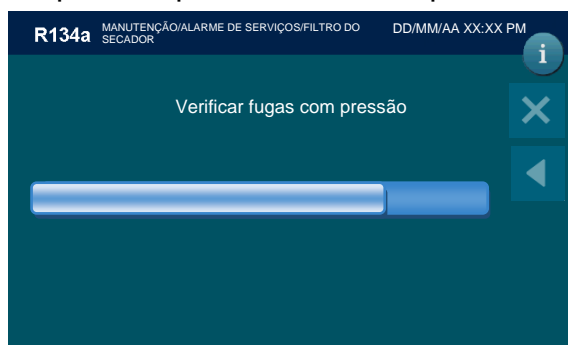 R134a
MANUTENÇÃO/ALARME DE SERVIÇOS/FILTRO DO
SECADOR
DD/MM/AA XX:XX PM
i
Verificar fugas com pressão